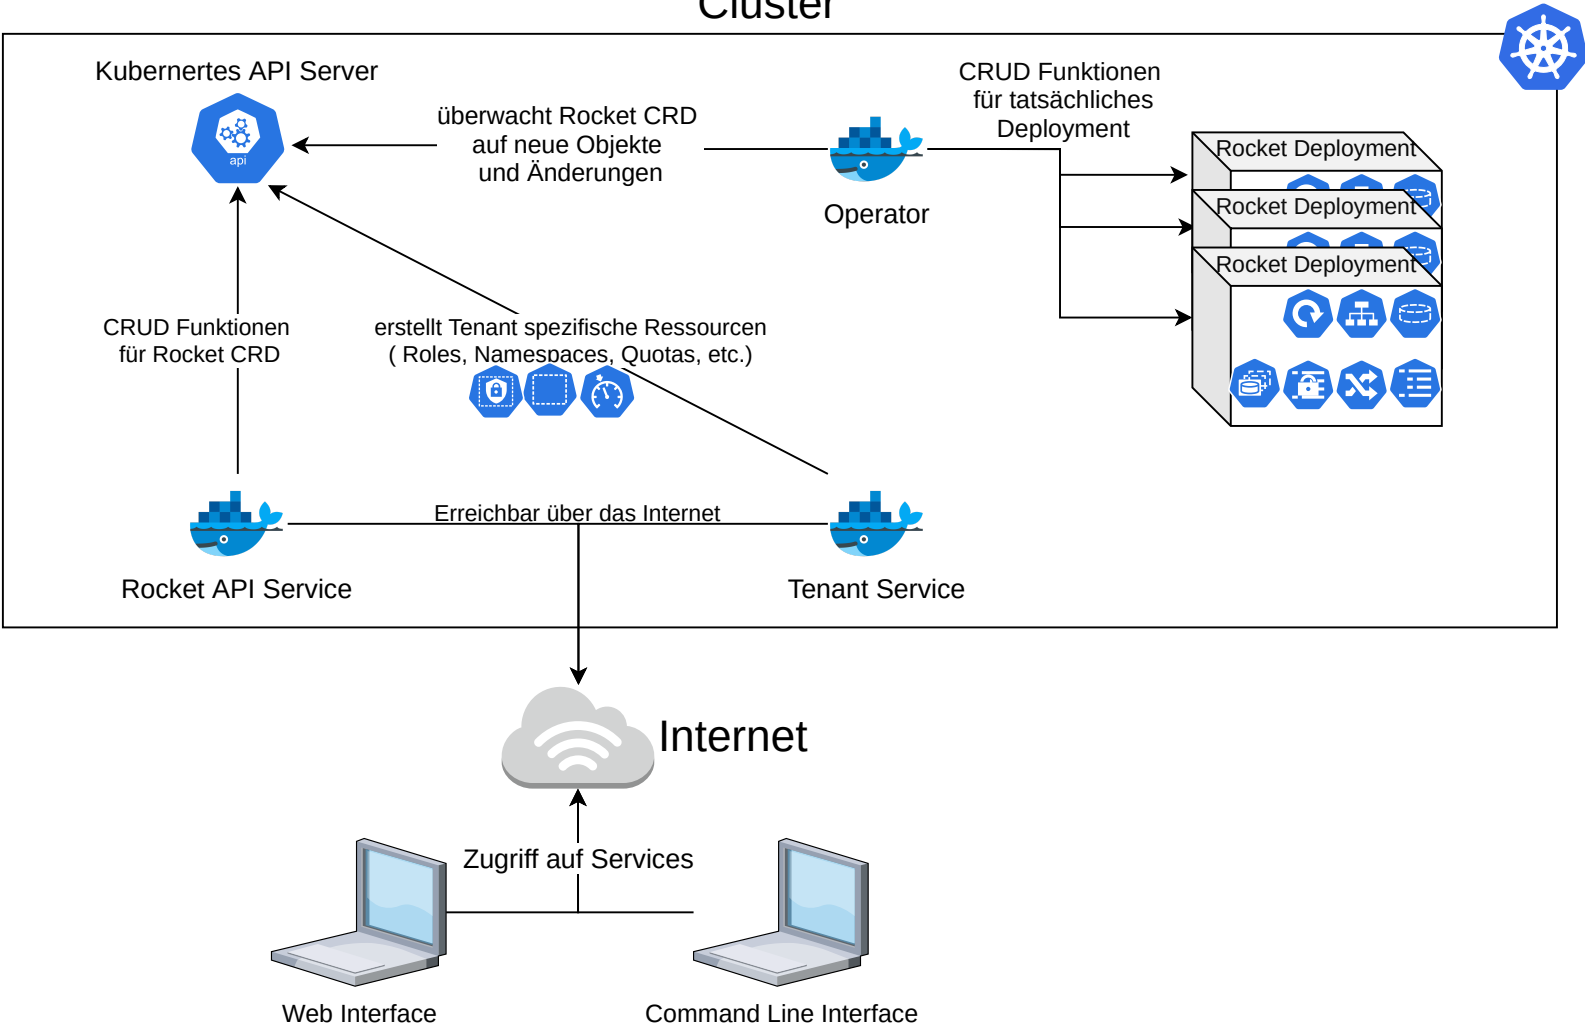 Cluster
Kubernertes API Server
api
überwacht Rocket CRD
auf neue Objekte
und Änderungen
Operator
CRUD Funktionen
für tatsächliches
Deployment
Rocket Deployment
Rocket Deployment
Rocket Deployment
CRUD Funktionen
für Rocket CRD
erstellt Tenant spezifische Ressourcen
( Roles, Namespaces, Quotas, etc.)
Erreichbar über das Internet
Rocket API Service
Tenant Service
Internet
Zugriff auf Services
Web Interface
Command Line Interface